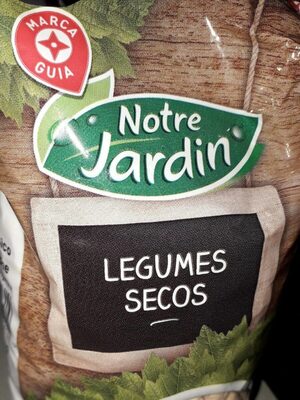 MARCA
GUIA
Notre
Jardin
LEGUMES
SECOS